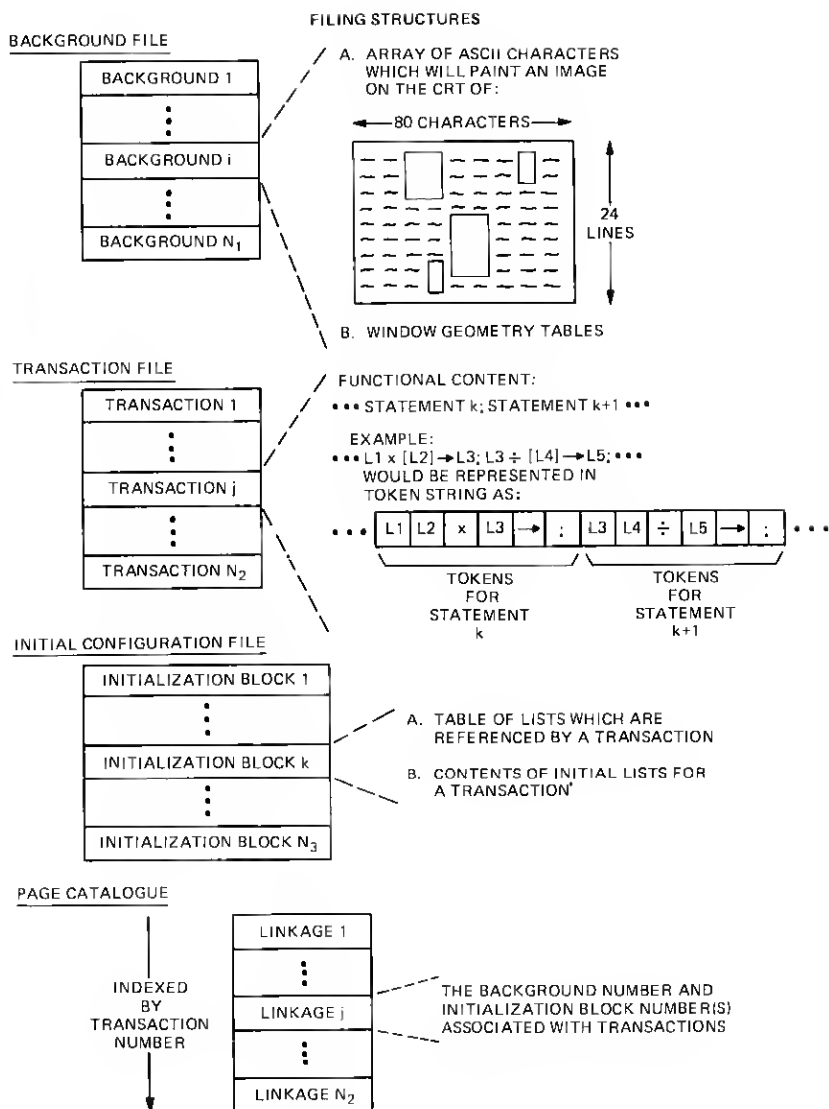 FILING STRUCTURES
BACKGROUND FILE
BACKGROUND 1
BACKGROUND i
BACKGROUND N₁
A. ARRAY OF ASCII CHARACTERS
WHICH WILL PAINT AN IMAGE
ON THE CRT OF:
80 CHARACTERS
24
LINES
B. WINDOW GEOMETRY TABLES
TRANSACTION FILE
TRANSACTION 1
TRANSACTION j
TRANSACTION N₂
FUNCTIONAL CONTENT:
••• STATEMENT k; STATEMENT k+1 •••
EXAMPLE:
••• L1 x [L2] → L3; L3 ÷ [L4] → L5; •••
WOULD BE REPRESENTED IN
TOKEN STRING AS:
••• L1 L2 x L3 → ; L3 L4 ÷ L5 → ; •••
TOKENS
FOR
STATEMENT
k
TOKENS
FOR
STATEMENT
k+1
INITIAL CONFIGURATION FILE
INITIALIZATION BLOCK 1
INITIALIZATION BLOCK k
INITIALIZATION BLOCK N₃
A. TABLE OF LISTS WHICH ARE
REFERENCED BY A TRANSACTION
B. CONTENTS OF INITIAL LISTS FOR
A TRANSACTION
PAGE CATALOGUE
INDEXED
BY
TRANSACTION
NUMBER
LINKAGE 1
LINKAGE j
LINKAGE N₂
THE BACKGROUND NUMBER AND
INITIALIZATION BLOCK NUMBER(S)
ASSOCIATED WITH TRANSACTIONS